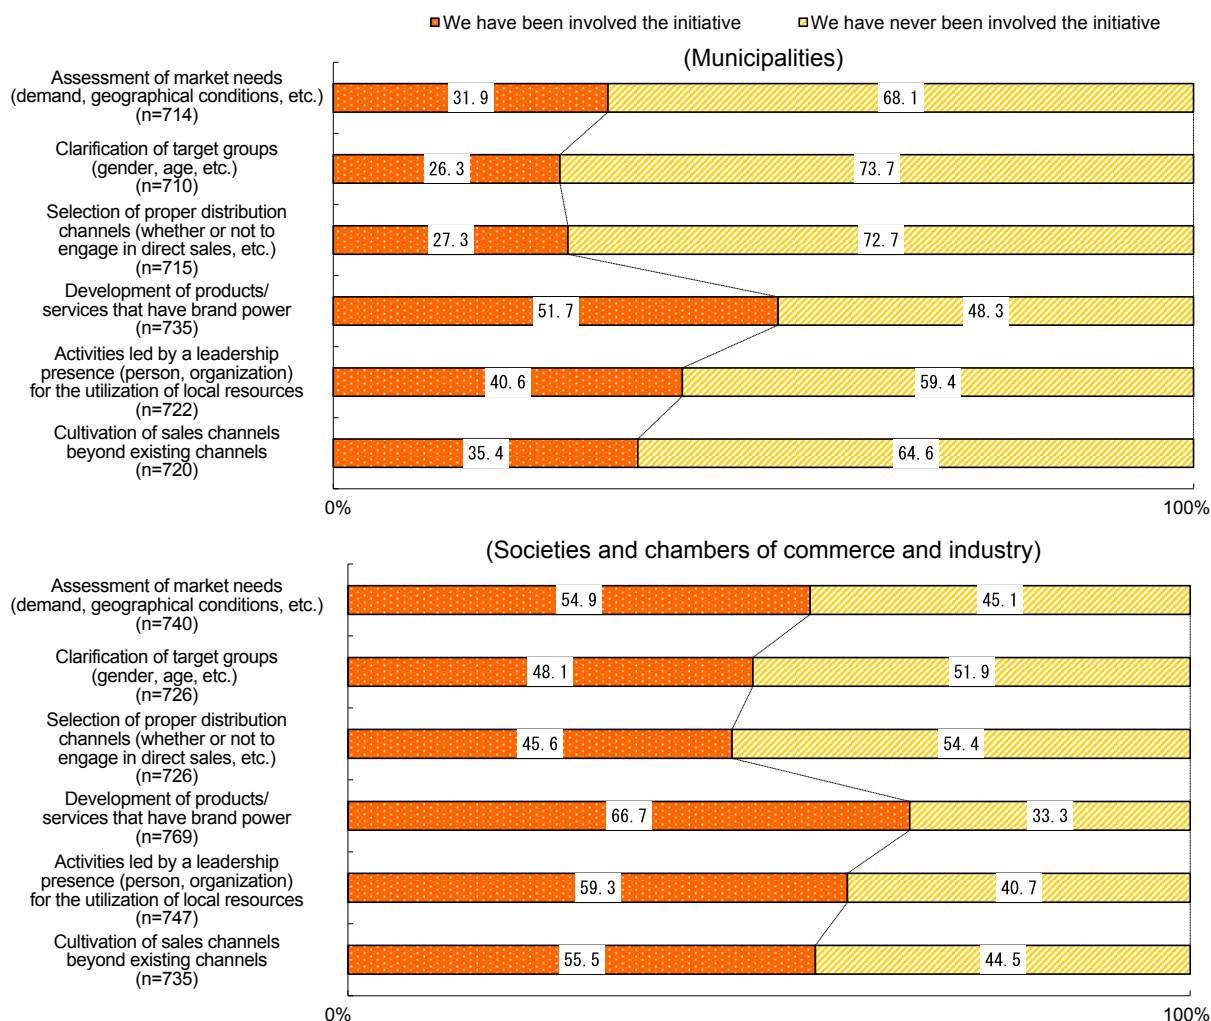 We have been involved the initiative
We have never been involved the initiative
(Municipalities)
Assessment of market needs
(demand, geographical conditions, etc.)
(n=714)
31.9
68.1
Clarification of target groups
(gender, age, etc.)
(n=710)
26.3
73.7
Selection of proper distribution
channels (whether or not to
engage in direct sales, etc.)
(n=715)
27.3
72.7
Development of products/
services that have brand power
(n=735)
51.7
48.3
Activities led by a leadership
presence (person, organization)
for the utilization of local resources
(n=722)
40.6
59.4
Cultivation of sales channels
beyond existing channels
(n=720)
35.4
64.6
0%
100%
(Societies and chambers of commerce and industry)
Assessment of market needs
(demand, geographical conditions, etc.)
(n=740)
54.9
45.1
Clarification of target groups
(gender, age, etc.)
(n=726)
48.1
51.9
Selection of proper distribution
channels (whether or not to
engage in direct sales, etc.)
(n=726)
45.6
54.4
Development of products/
services that have brand power
(n=769)
66.7
33.3
Activities led by a leadership
presence (person, organization)
for the utilization of local resources
(n=747)
59.3
40.7
Cultivation of sales channels
beyond existing channels
(n=735)
55.5
44.5
0%
100%